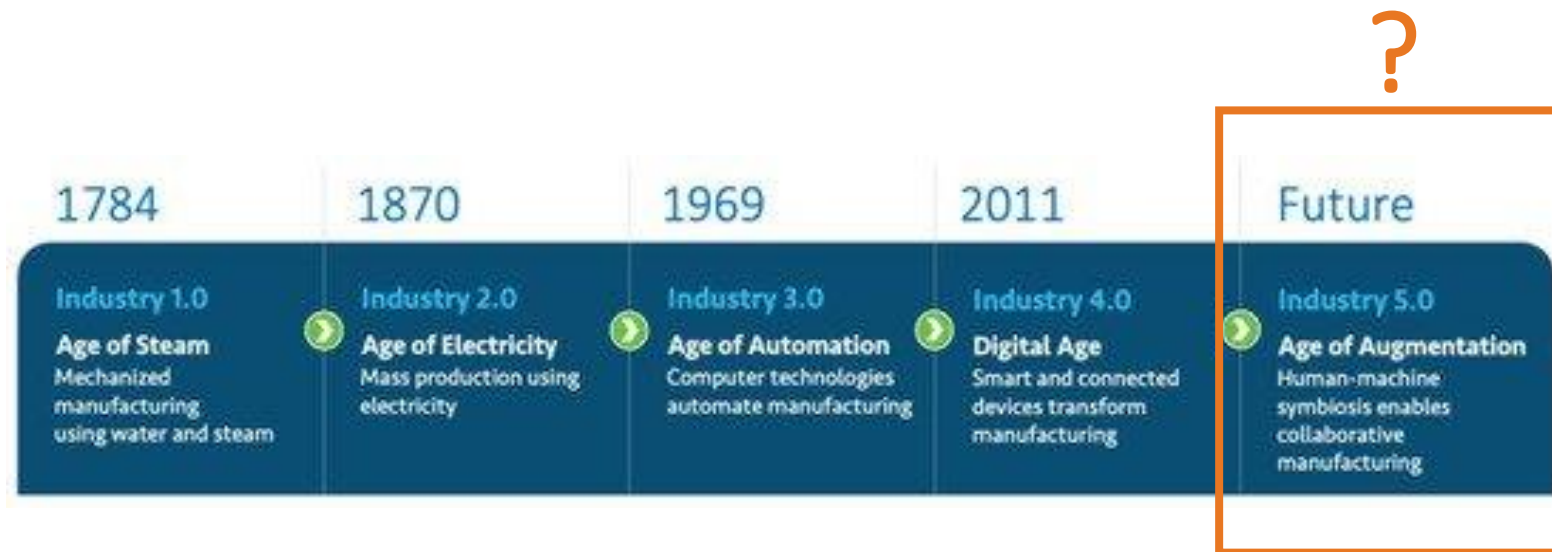 ?
1784
Industry 1.0
Age of Steam
Mechanized
manufacturing
using water and steam
1870
Industry 2.0
Age of Electricity
Mass production using
electricity
1969
Industry 3.0
Age of Automation
Computer technologies
automate manufacturing
2011
Industry 4.0
Digital Age
Smart and connected
devices transform
manufacturing
Future
Industry 5.0
Age of Augmentation
Human-machine
symbiosis enables
collaborative
manufacturing